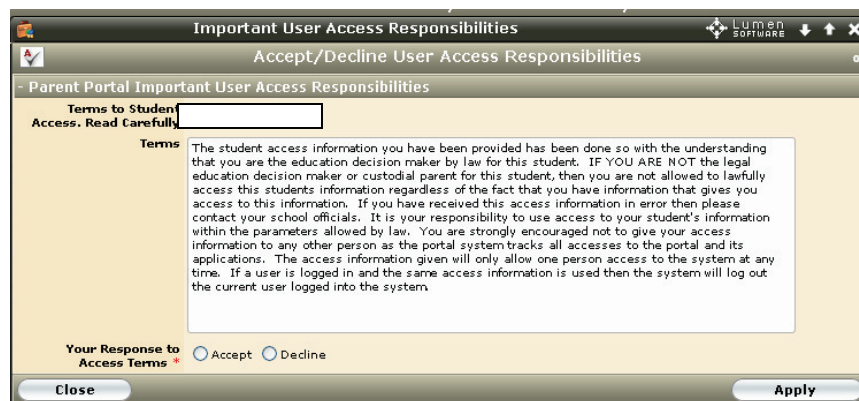 Important User Access Responsibilities
Lumen
SOFTWARE
Accept/Decline User Access Responsibilities
- Parent Portal Important User Access Responsibilities
Terms to Student
Access. Read Carefully
Terms
The student access information you have been provided has been done so with the understanding
that you are the education decision maker by law for this student. IF YOU ARE NOT the legal
education decision maker or custodial parent for this student, then you are not allowed to lawfully
access this students information regardless of the fact that you have information that gives you
access to this information. If you have received this access information in error then please
contact your school officials. It is your responsibility to use access to your student's information
within the parameters allowed by law. You are strongly encouraged not to give your access
information to any other person as the portal system tracks all accesses to the portal and its
applications. The access information given will only allow one person access to the system at any
time. If a user is logged in and the same access information is used then the system will log out
the current user logged into the system.
Your Response to
Access Terms *
Accept Decline
Close
Apply